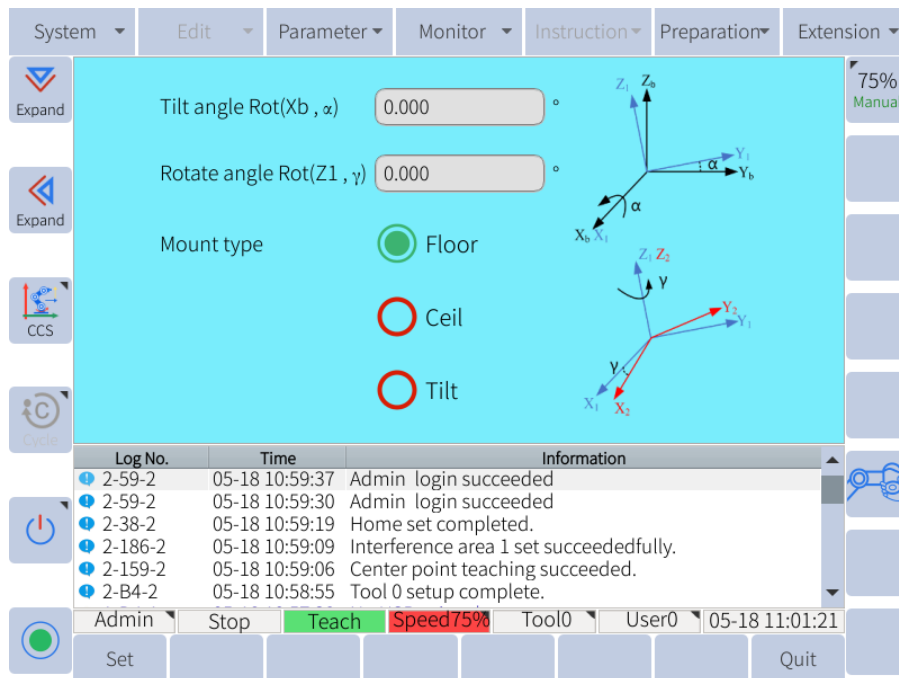 System Edit Parameter Monitor Instruction Preparation Extension
Expand
75%
Manual
Tilt angle Rot(Xb , α) 0.000 °
Rotate angle Rot(Z1 , γ) 0.000 °
Expand
Mount type Floor
Ceil
Tilt
Z1 Zb
Y1
α
Yb
α
Xb X1
Z1 Z2
γ
Y2
Y1
γ
X1 X2
CCS
Cycle
Log No. Time Information
2-59-2 05-18 10:59:37 Admin login succeeded
2-59-2 05-18 10:59:30 Admin login succeeded
2-38-2 05-18 10:59:19 Home set completed.
2-186-2 05-18 10:59:09 Interference area 1 set succeededfully.
2-159-2 05-18 10:59:06 Center point teaching succeeded.
2-B4-2 05-18 10:58:55 Tool 0 setup complete.
Admin Stop Teach Speed75% Tool0 User0 05-18 11:01:21
Set Quit